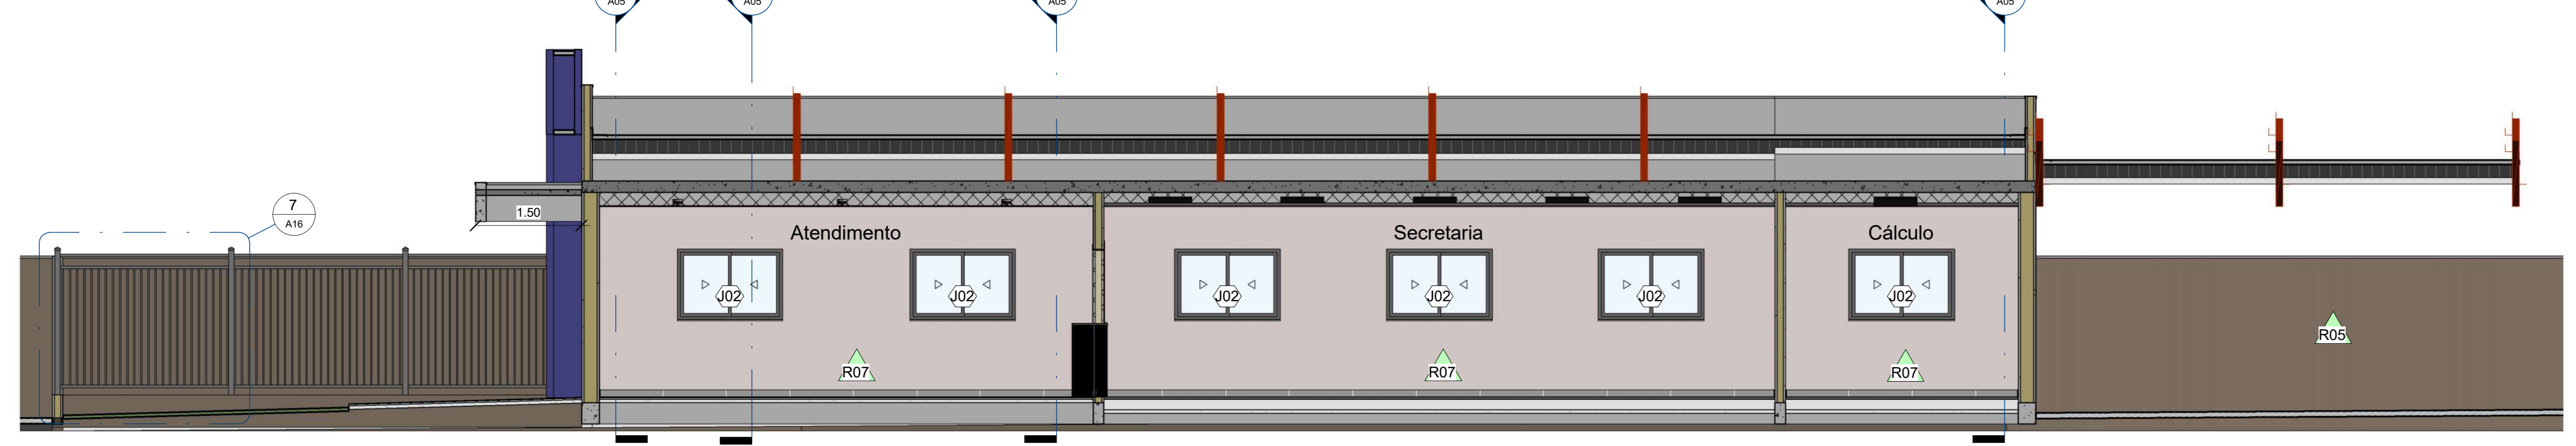 A05
A05
A05
A05
7
A16
1.50
Atendimento
Secretaria
Cálculo
J02
J02
J02
J02
J02
J02
R05
R07
R07
R07